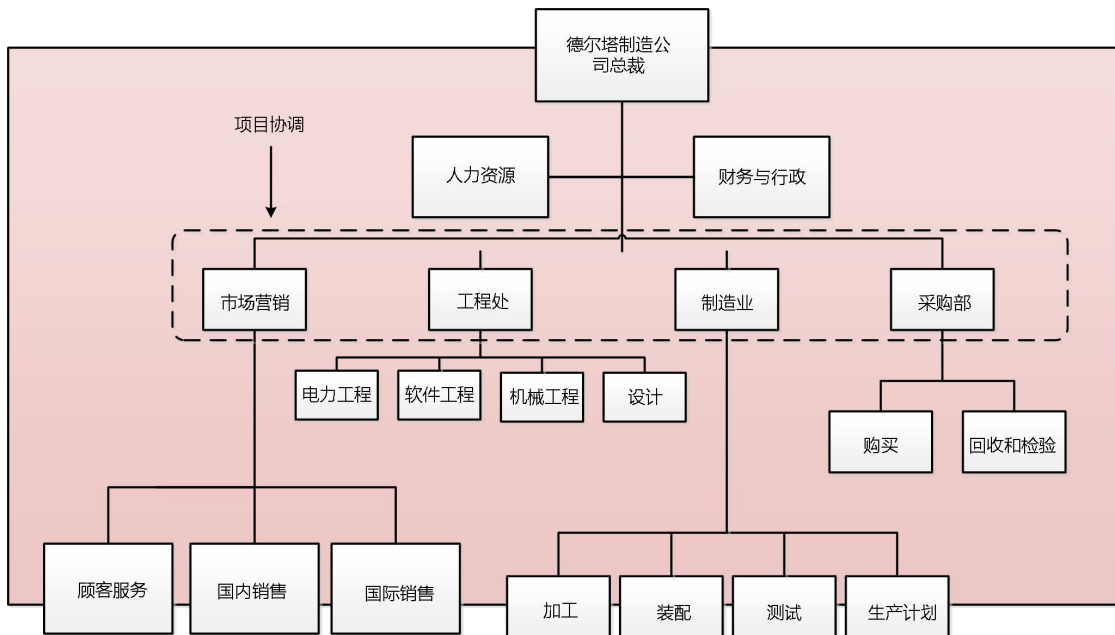 德尔塔制造公
司总裁
项目协调
人力资源
财务与行政
市场营销
工程处
制造业
采购部
电力工程
软件工程
机械工程
设计
购买
回收和检验
顾客服务
国内销售
国际销售
加工
装配
测试
生产计划